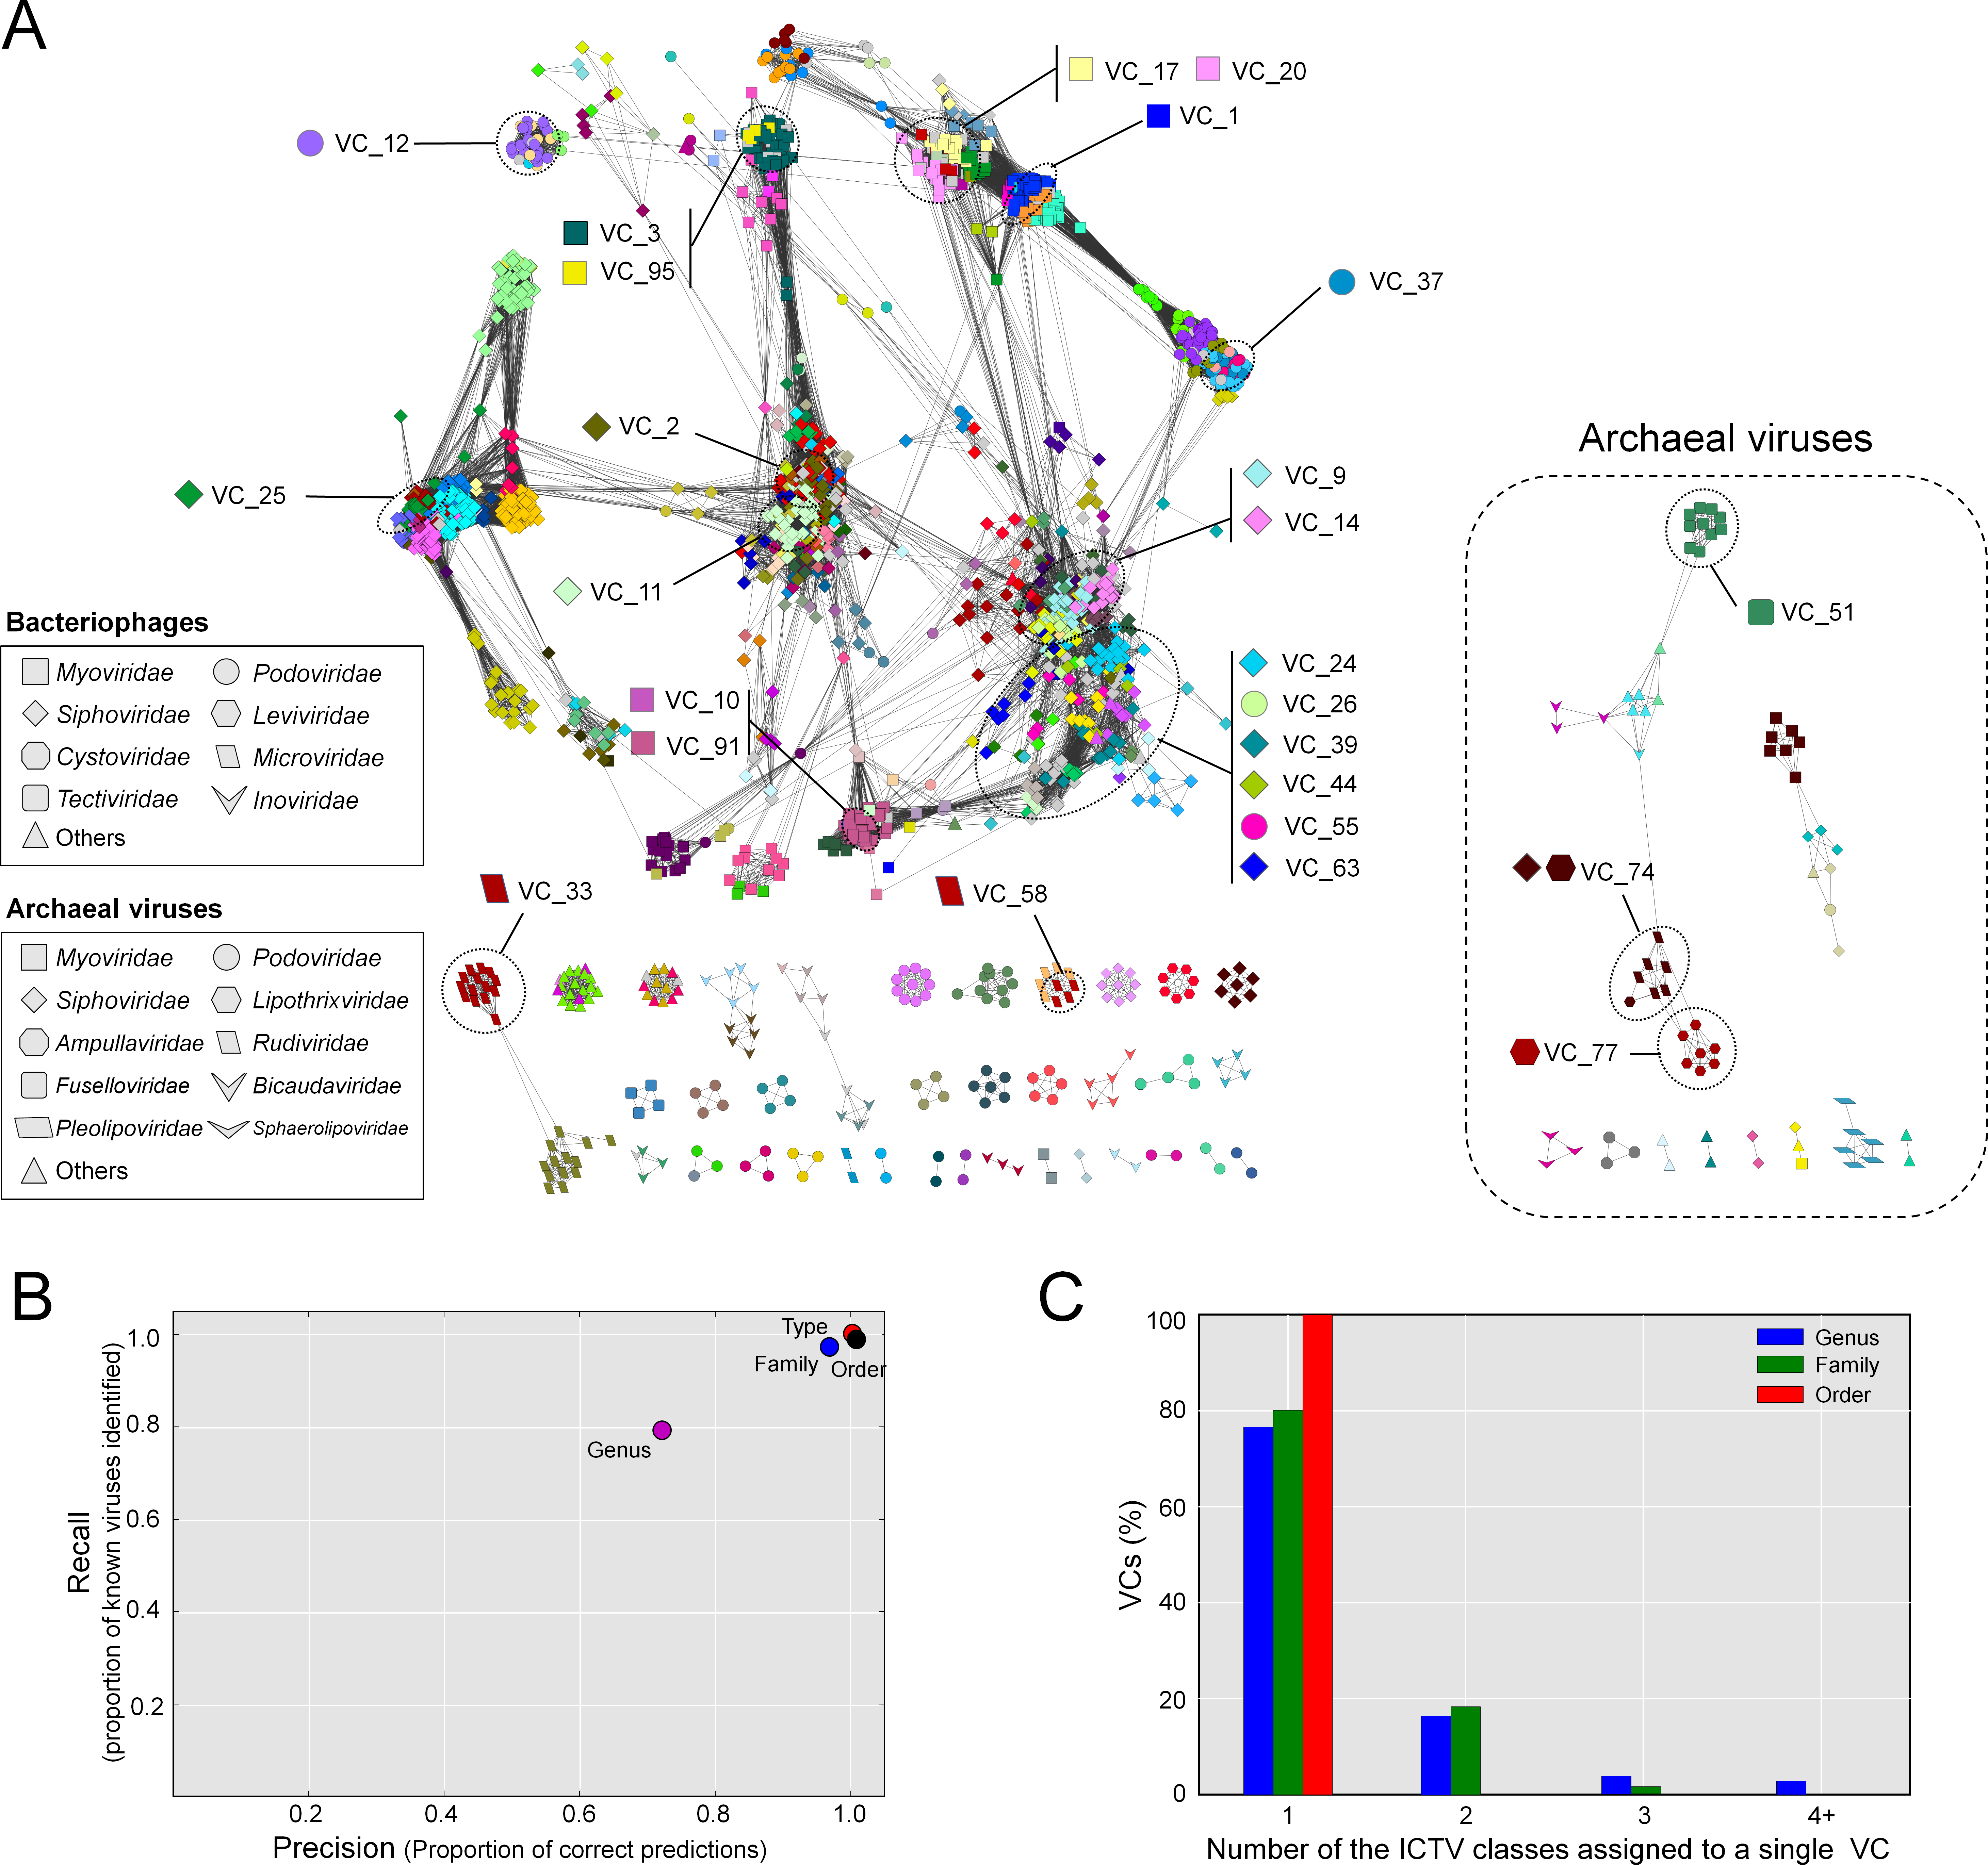 A
VC_17 VC_20
VC_1
VC_12
VC_3
VC_95
VC_37
VC_2
VC_25
VC_9
VC_14
VC_11
Archaeal viruses
VC_51
VC_24
VC_26
VC_39
VC_44
VC_55
VC_63
VC_10
VC_91
VC_74
VC_77
VC_33
VC_58
Bacteriophages
Myoviridae Podoviridae
Siphoviridae Leviviridae
Cystoviridae Microviridae
Tectiviridae Inoviridae
Others
Archaeal viruses
Myoviridae Podoviridae
Siphoviridae Lipothrixviridae
Ampullaviridae Rudiviridae
Fuselloviridae Bicaudaviridae
Pleolipoviridae Sphaerolipoviridae
Others
B
Recall
(proportion of known viruses identified)
1.0
0.8
0.6
0.4
0.2
Type
Family Order
Genus
0.2 0.4 0.6 0.8 1.0
Precision (Proportion of correct predictions)
C
VCs (%)
100
80
60
40
20
0
Genus
Family
Order
1 2 3 4+
Number of the ICTV classes assigned to a single VC